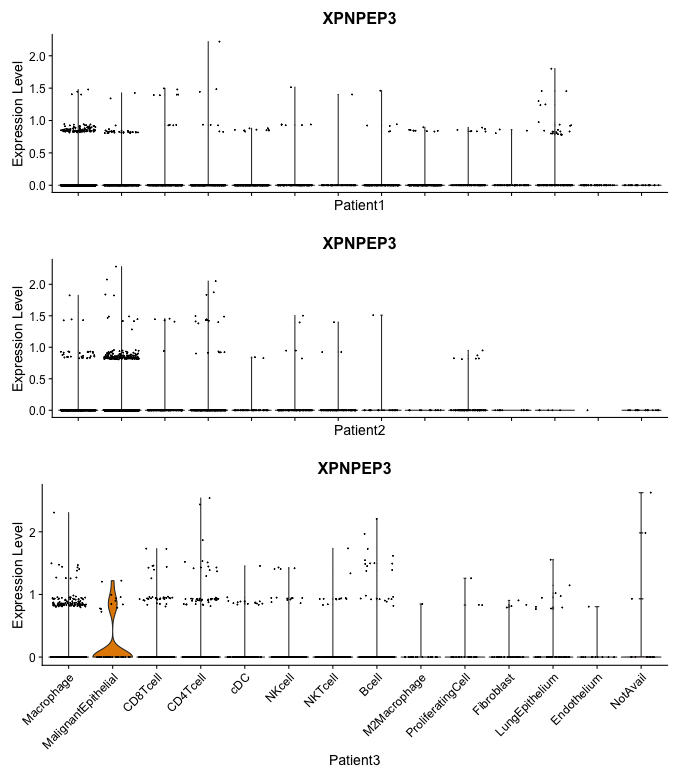 XPNPEP3
Expression Level
2.0
1.5
1.0
0.5
0.0
Patient1
XPNPEP3
Expression Level
2.0
1.5
1.0
0.5
0.0
Patient2
XPNPEP3
Expression Level
2
1
0
Macrophage
MalignantEpithelial
CD8Tcell
CD4Tcell
cDC
NKcell
NKTcell
Bcell
M2Macrophage
ProliferatingCell
Fibroblast
LungEpithelium
Endothelium
NotAvail
Patient3